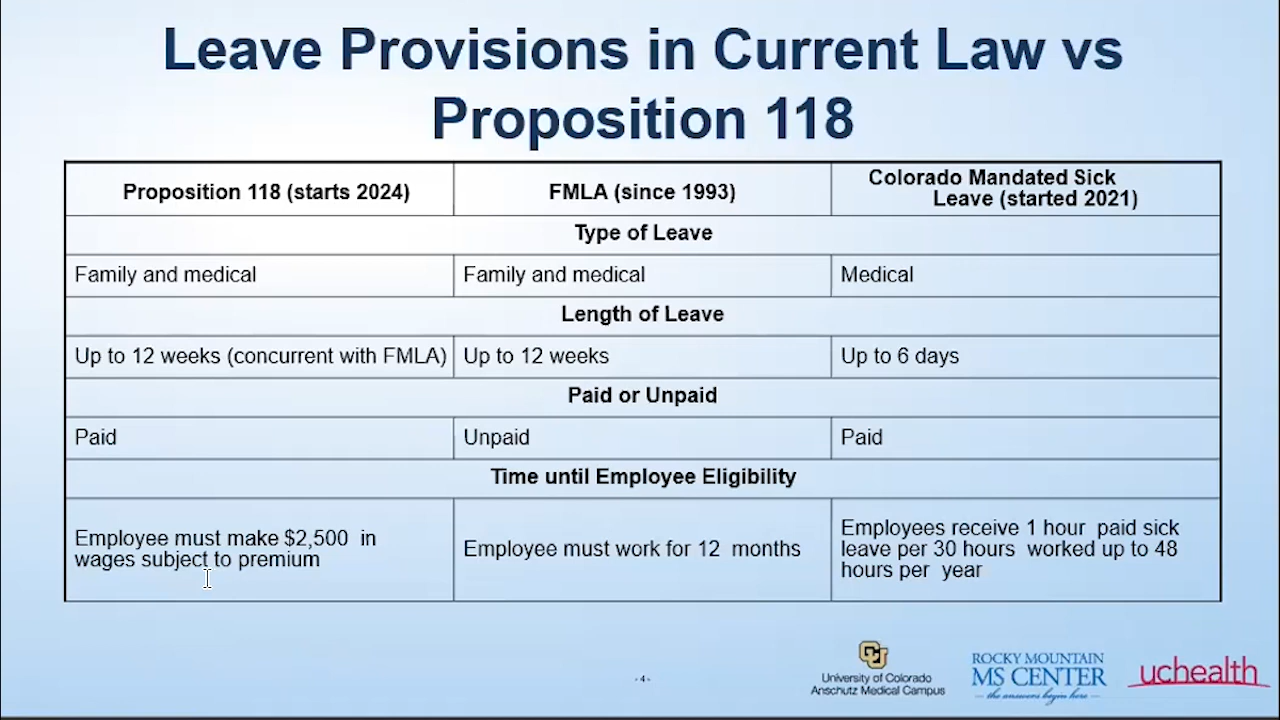 Leave Provisions in Current Law vs
Proposition 118
Proposition 118 (starts 2024)
FMLA (since 1993)
Colorado Mandated Sick
Leave (started 2021)
Type of Leave
Family and medical
Family and medical
Medical
Length of Leave
Up to 12 weeks (concurrent with FMLA)
Up to 12 weeks
Up to 6 days
Paid or Unpaid
Paid
Unpaid
Paid
Time until Employee Eligibility
Employee must make $2,500 in
wages subject to premium
Employee must work for 12 months
Employees receive 1 hour paid sick
leave per 30 hours worked up to 48
hours per year
- 4 -
CU
University of Colorado
Anschutz Medical Campus
ROCKY MOUNTAIN
MS CENTER
the answers begin here
uchealth